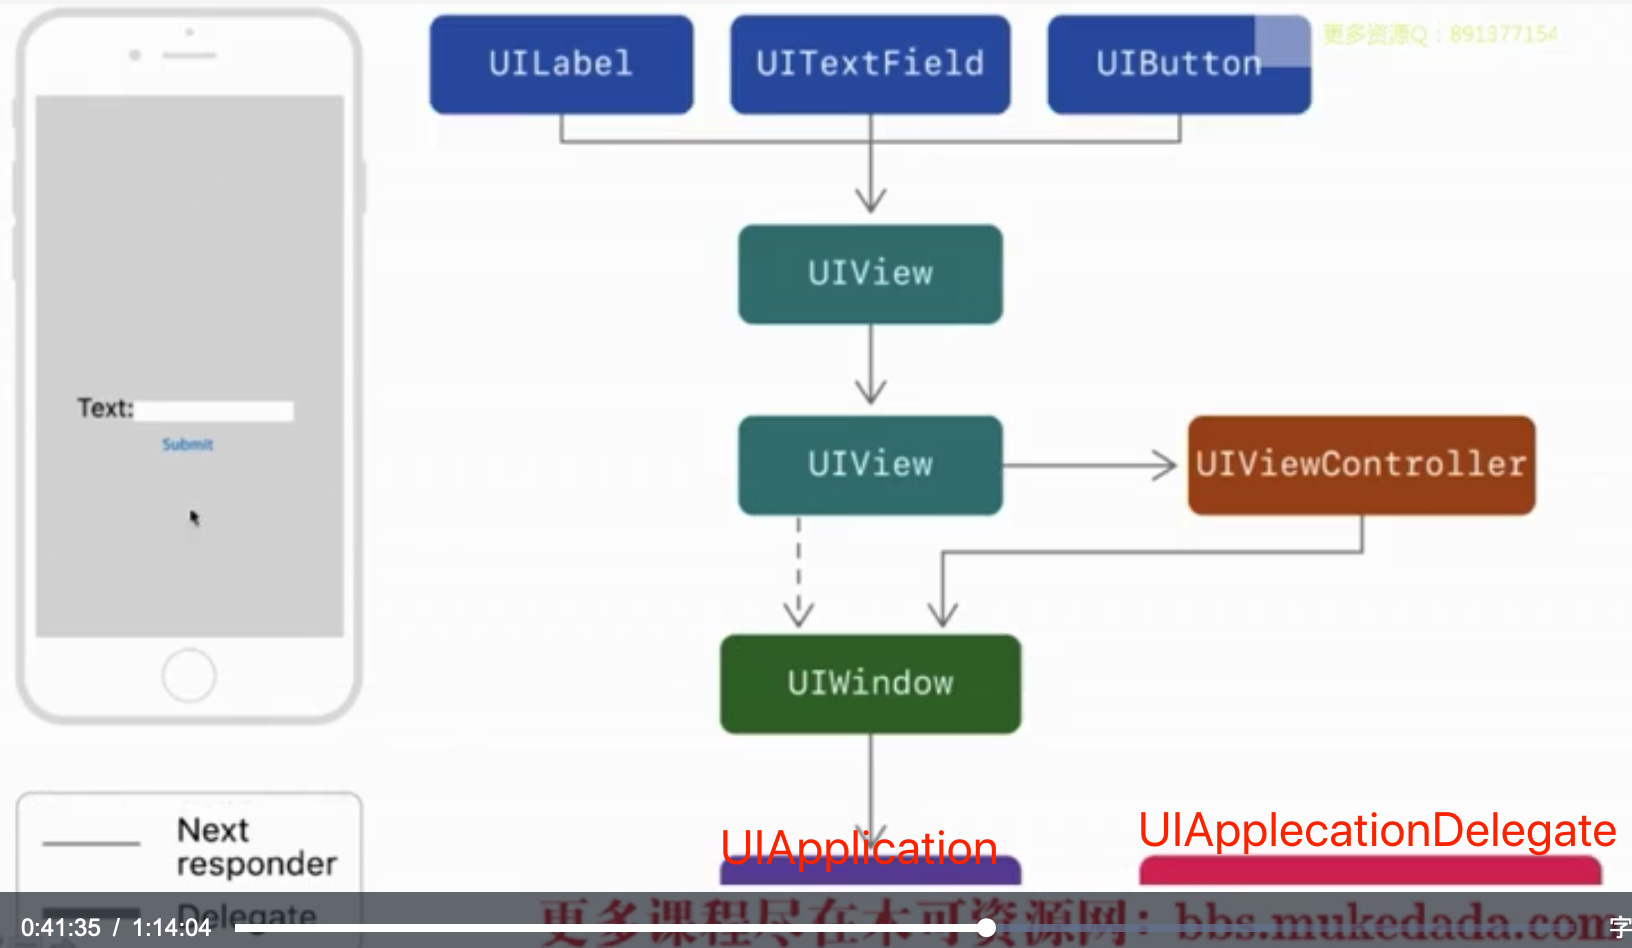 UILabel
UITextField
UIButton
更多资源Q：891377154
UIView
Text:
Submit
UIView
UIViewController
UIWindow
UIApplication
UIApplecationDelegate
Next
responder
Delegate
更多课程尽在木可资源网：bbs.mukedada.com
0:41:35 / 1:14:04
字